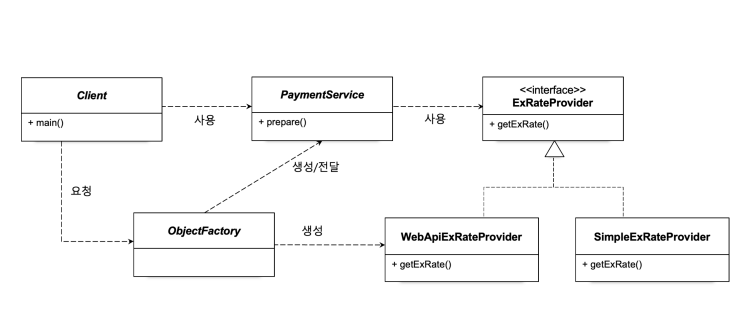 Client
+ main()
사용
PaymentService
+ prepare()
사용
<<interface>>
ExRateProvider
+ getExRate()
요청
생성/전달
ObjectFactory
생성
WebApiExRateProvider
+ getExRate()
SimpleExRateProvider
+ getExRate()